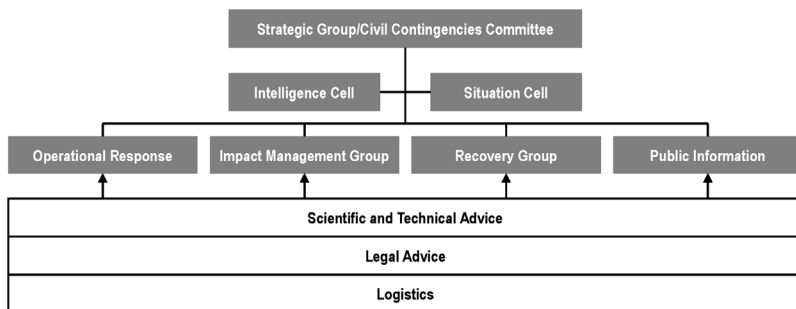 Strategic Group/Civil Contingencies Committee
Intelligence Cell
Situation Cell
Operational Response
Impact Management Group
Recovery Group
Public Information
Scientific and Technical Advice
Legal Advice
Logistics